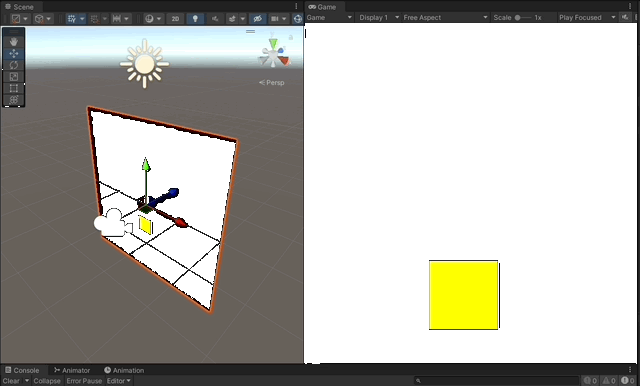 Scene
Game
2D
Game
Display 1
Free Aspect
Scale
1x
Play Focused
Persp
Console
Animator
Animation
Clear
Collapse
Error Pause
Editor
0
0
0